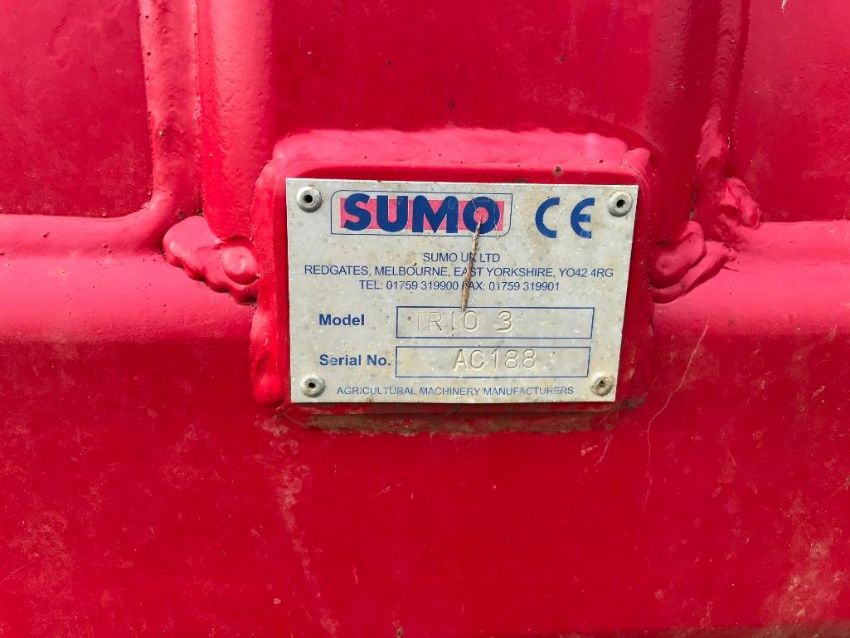 SUMO CE
SUMO UK LTD
REDGATES, MELBOURNE, EAST YORKSHIRE, YO42 4RG
TEL: 01759 319900 FAX: 01759 319901
Model TRIO 3
Serial No. AC188
AGRICULTURAL MACHINERY MANUFACTURERS